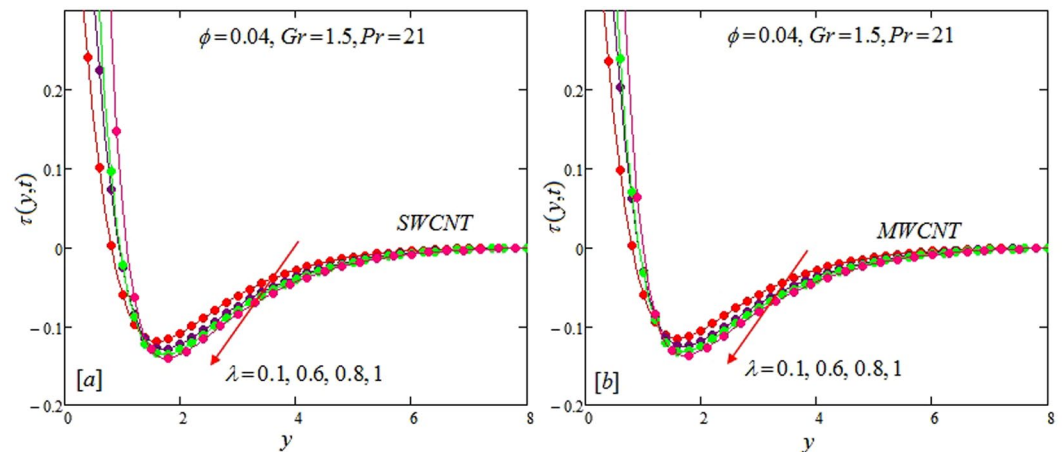 ϕ=0.04, Gr=1.5, Pr=21
0.2
0.1
0
−0.1
−0.2
τ(y,t)
SWCNT
[a]
λ=0.1, 0.6, 0.8, 1
0 2 4 6 8
y
ϕ=0.04, Gr=1.5, Pr=21
0.2
0.1
0
−0.1
−0.2
τ(y,t)
MWCNT
[b]
λ=0.1, 0.6, 0.8, 1
0 2 4 6 8
y